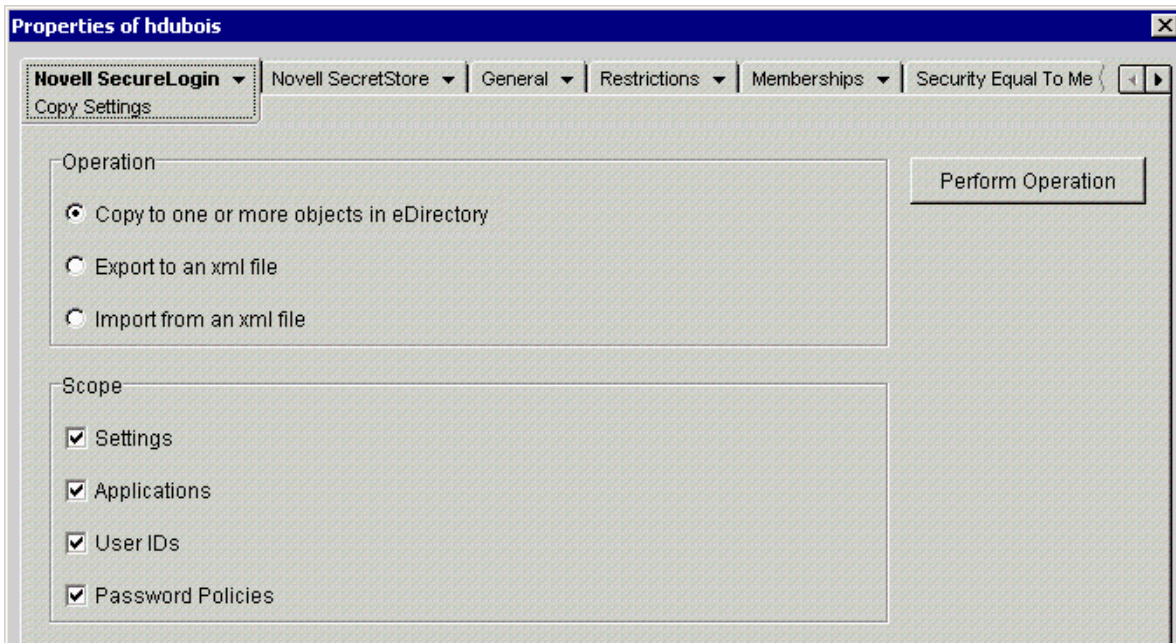 Properties of hdubois
Novell SecureLogin Novell SecretStore General Restrictions Memberships Security Equal To Me
Copy Settings
Operation
Perform Operation
Copy to one or more objects in eDirectory
Export to an xml file
Import from an xml file
Scope
Settings
Applications
User IDs
Password Policies